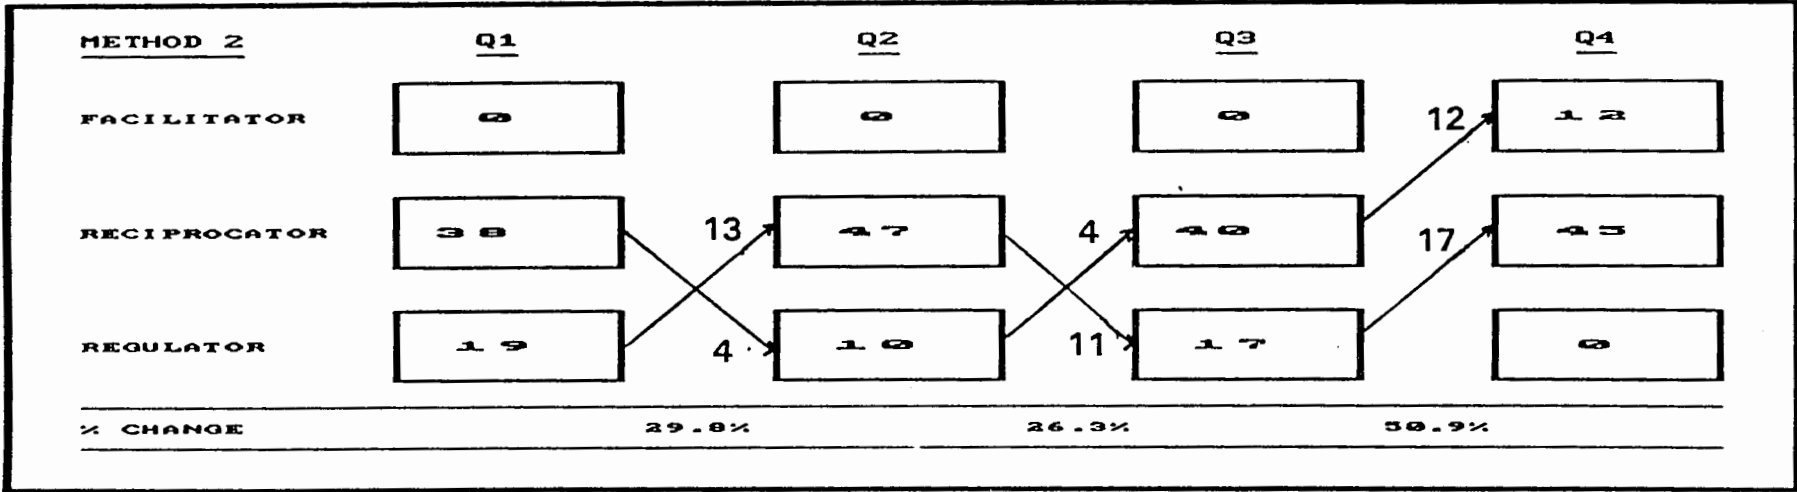 METHOD 2 Q1 Q2 Q3 Q4
FACILITATOR 0 0 0 12 12
RECIPROCATOR 38 13 47 4 40 17 45
REGULATOR 19 4 10 11 17 0
% CHANGE 29.8% 26.3% 50.9%